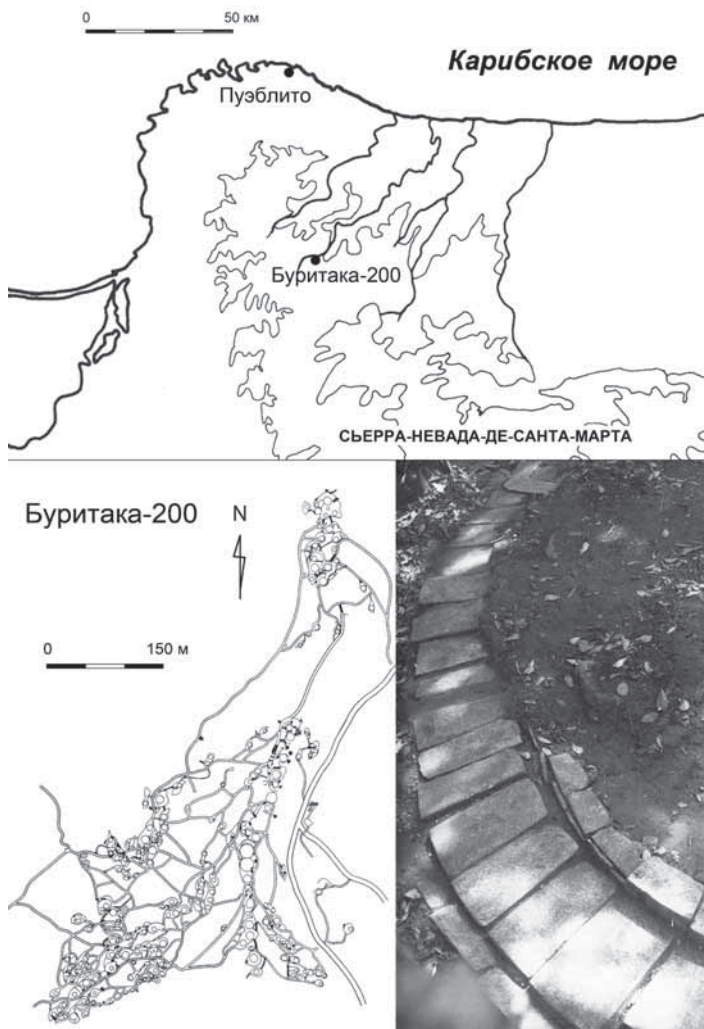 0 50 км
Карибское море
Пуэблито
Буритака-200
СЬЕРРА-НЕВАДА-ДЕ-САНТА-МАРТА
Буритака-200
N
0 150 м